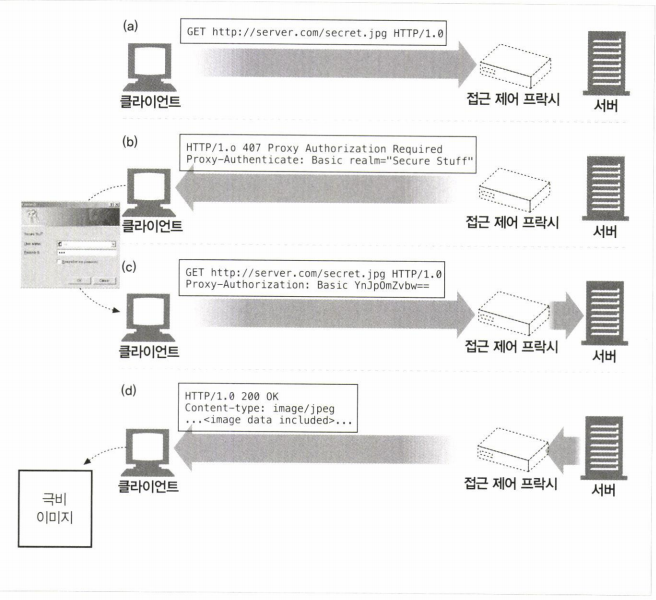 (a)
GET http://server.com/secret.jpg HTTP/1.0
클라이언트
접근 제어 프락시
서버
(b)
HTTP/1.o 407 Proxy Authorization Required
Proxy-Authenticate: Basic realm="Secure Stuff"
클라이언트
접근 제어 프락시
서버
(c)
GET http://server.com/secret.jpg HTTP/1.0
Proxy-Authorization: Basic YnJpOmZvbw==
클라이언트
접근 제어 프락시
서버
(d)
HTTP/1.0 200 OK
Content-type: image/jpeg
...<image data included>...
클라이언트
접근 제어 프락시
서버
극비
이미지